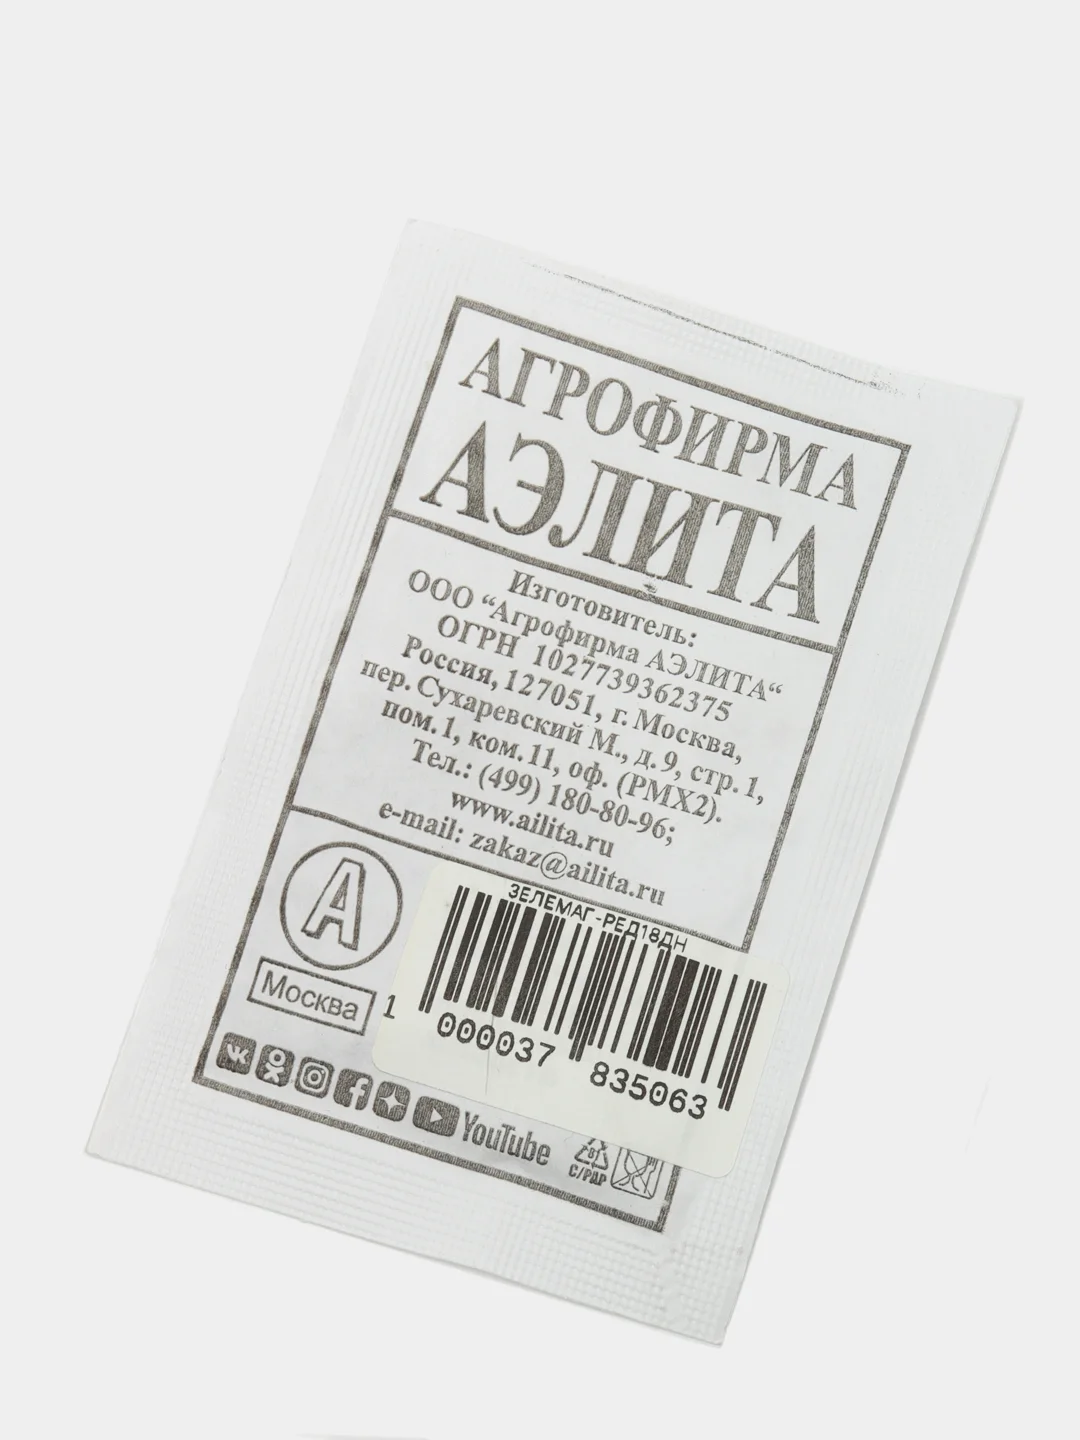 АГРОФИРМА
АЭЛИТА
Изготовитель:
ООО “Агрофирма АЭЛИТА“
ОГРН 1027739362375
Россия, 127051, г. Москва,
пер. Сухаревский М., д. 9, стр. 1,
пом. 1, ком. 11, оф. (РМХ2).
Тел.: (499) 180-80-96;
www.ailita.ru
e-mail: zakaz@ailita.ru
А
Москва
ЗЕЛЕМАГ-РЕД18ДН
1 000037 835063
YouTube
81
C/PAP